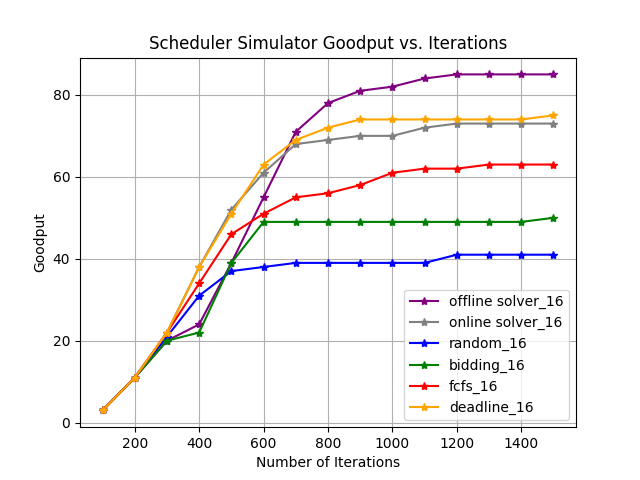 Scheduler Simulator Goodput vs. Iterations
Goodput
80
60
40
20
0
200 400 600 800 1000 1200 1400
Number of Iterations
offline solver_16
online solver_16
random_16
bidding_16
fcfs_16
deadline_16